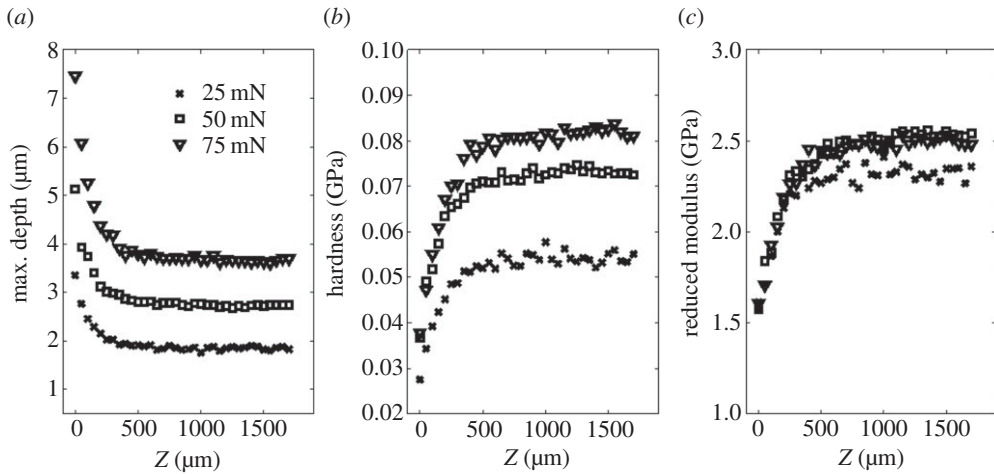 (a)
max. depth (μm)
8
7
6
5
4
3
2
1
0
500
1000
1500
Z (μm)
25 mN
50 mN
75 mN
(b)
hardness (GPa)
0.10
0.09
0.08
0.07
0.06
0.05
0.04
0.03
0.02
0
500
1000
1500
Z (μm)
(c)
reduced modulus (GPa)
3.0
2.5
2.0
1.5
1.0
0
500
1000
1500
Z (μm)